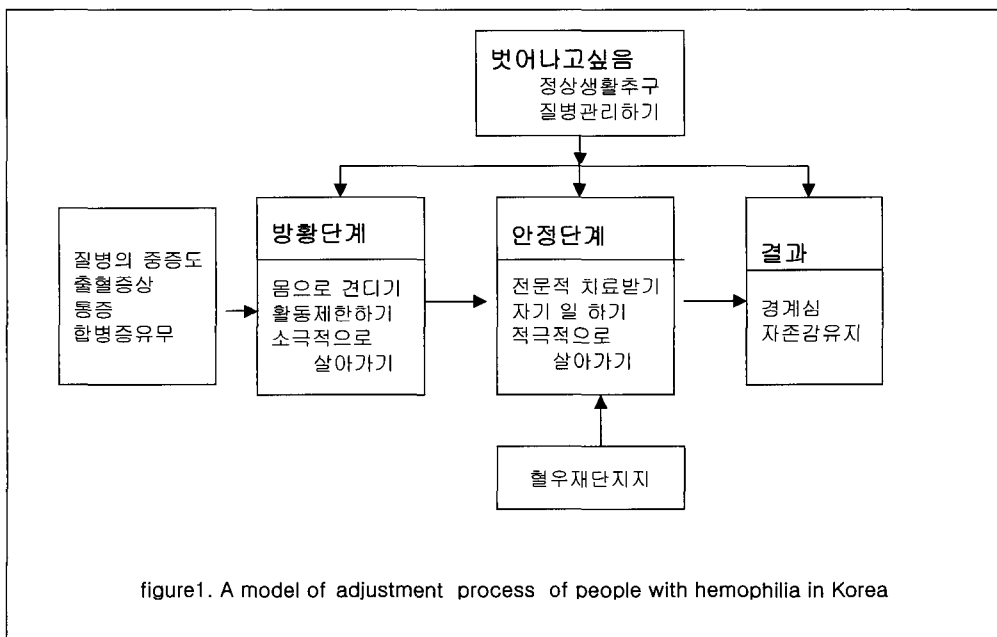 벗어나고싶음
정상생활추구
질병관리하기
질병의 중증도
출혈증상
통증
합병증유무
방황단계
몸으로 견디기
활동제한하기
소극적으로
살아가기
안정단계
전문적 치료받기
자기 일 하기
적극적으로
살아가기
결과
경계심
자존감유지
혈우재단지지
figure1. A model of adjustment process of people with hemophilia in Korea